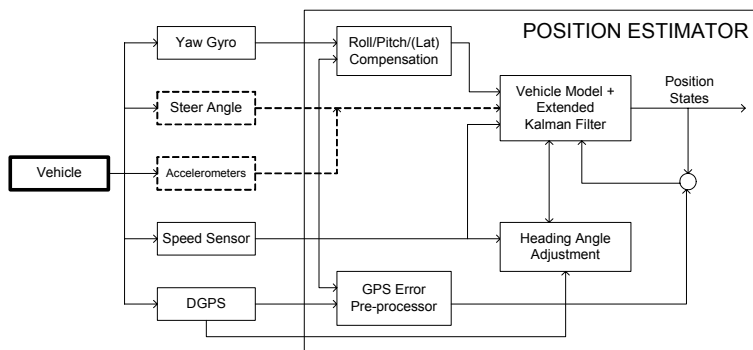 POSITION ESTIMATOR
Yaw Gyro
Roll/Pitch/(Lat)
Compensation
Steer Angle
Vehicle Model +
Extended
Kalman Filter
Position
States
Vehicle
Accelerometers
Speed Sensor
Heading Angle
Adjustment
DGPS
GPS Error
Pre-processor